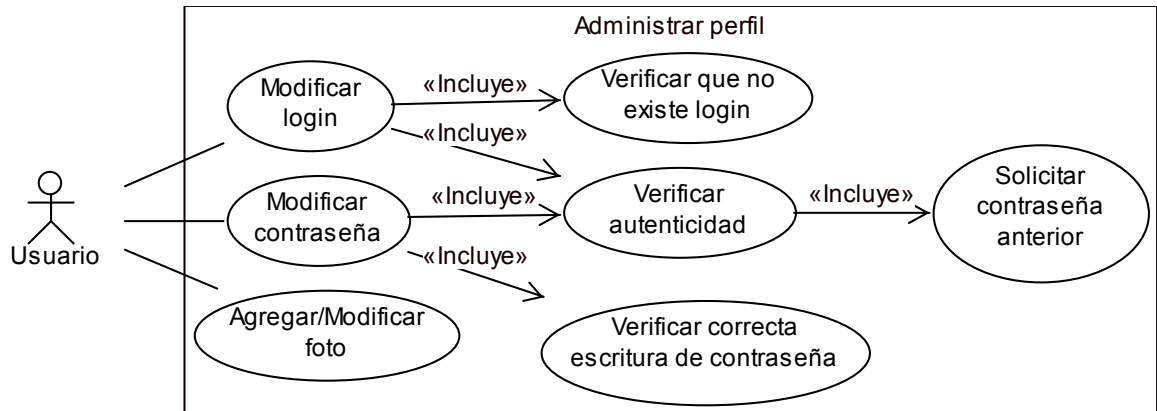 Administrar perfil
Modificar
login
«Incluye»
Verificar que no
existe login
«Incluye»
Modificar
contraseña
«Incluye»
Verificar
autenticidad
«Incluye»
Solicitar
contraseña
anterior
Usuario
«Incluye»
Agregar/Modificar
foto
Verificar correcta
escritura de contraseña